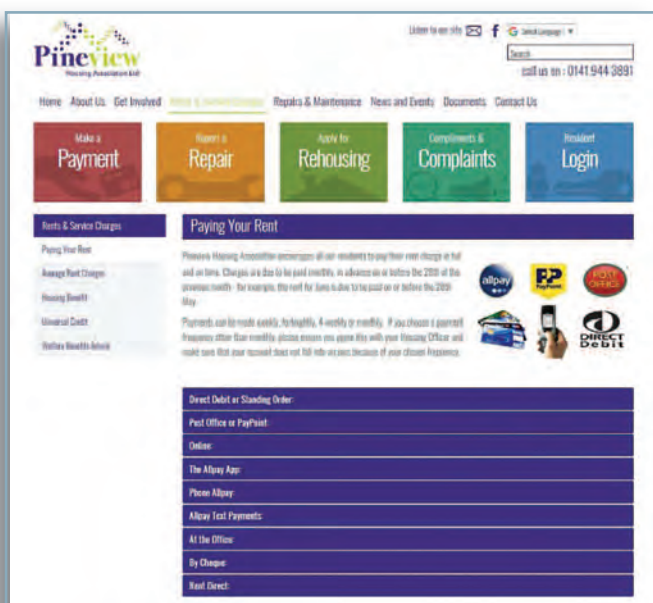 Pineview
Housing Association Ltd
Listen to our site
f
G Select Language ▼
Search
call us on : 0141 944 3891
Home About Us Get Involved Repairs & Maintenance News and Events Documents Contact Us
Make a
Payment
Report a
Repair
Apply for
Rehousing
Compliments &
Complaints
Resident
Login
Rents & Service Charges
Paying Your Rent
Average Rent Charges
Housing Benefit
Universal Credit
Welfare Benefits Advice
Paying Your Rent
Pineview Housing Association encourages all our residents to pay their rent charge in full
and on time. Charges are due to be paid monthly, in advance on or before the 28th of the
previous month - for example, the rent for June is due to be paid on or before the 28th
May.
Payments can be made weekly, fortnightly, 4-weekly or monthly. If you choose a payment
frequency other than monthly, please ensure you agree this with your Housing Officer and
make sure that your account does not fall into arrears because of your chosen frequency.
allpay
PayPoint
POST
OFFICE
DIRECT
Debit
Direct Debit or Standing Order:
Post Office or PayPoint:
Online:
The Allpay App:
Phone Allpay:
Allpay Text Payments:
At the Office:
By Cheque:
Rent Direct: